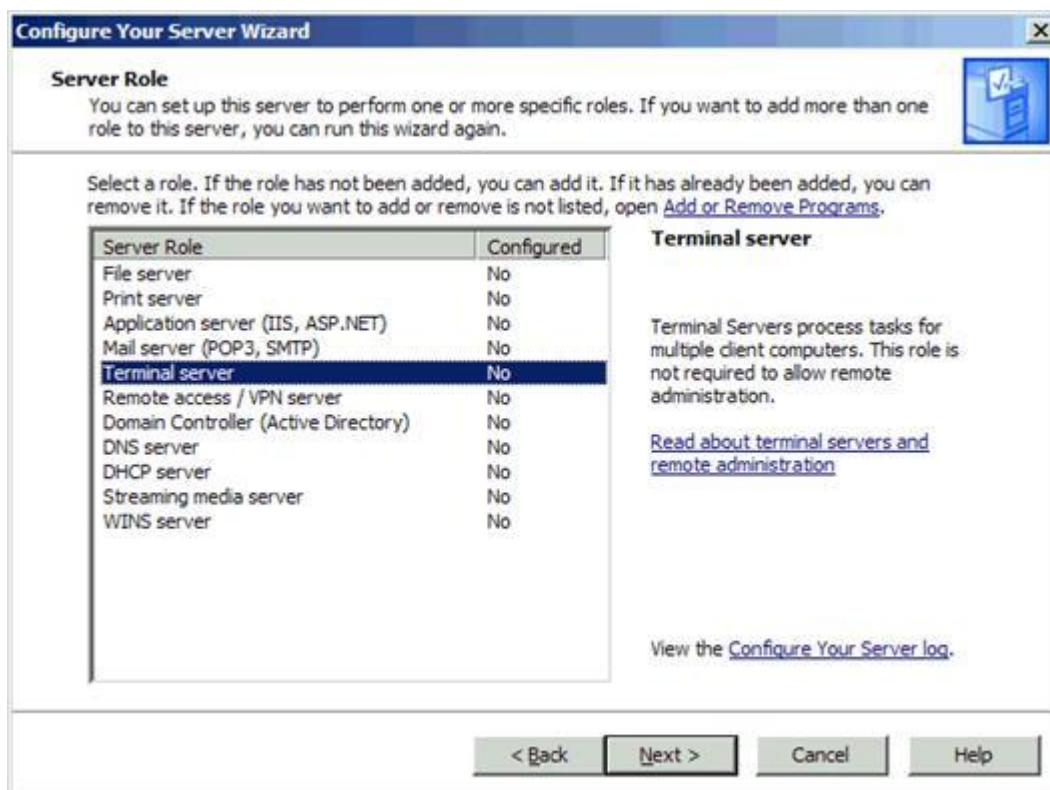 Configure Your Server Wizard
Server Role
You can set up this server to perform one or more specific roles. If you want to add more than one
role to this server, you can run this wizard again.
Select a role. If the role has not been added, you can add it. If it has already been added, you can
remove it. If the role you want to add or remove is not listed, open Add or Remove Programs.
Server Role Configured
File server No
Print server No
Application server (IIS, ASP.NET) No
Mail server (POP3, SMTP) No
Terminal server No
Remote access / VPN server No
Domain Controller (Active Directory) No
DNS server No
DHCP server No
Streaming media server No
WINS server No
Terminal server
Terminal Servers process tasks for
multiple client computers. This role is
not required to allow remote
administration.
Read about terminal servers and
remote administration
View the Configure Your Server log.
< Back Next > Cancel Help